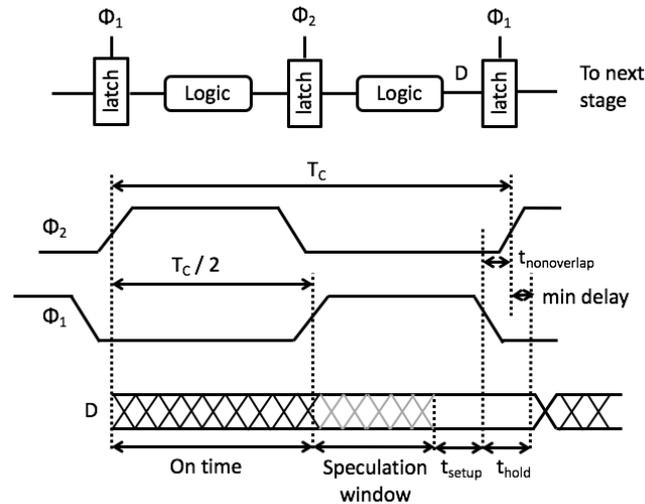 Φ1 Φ2 Φ1
latch Logic latch Logic D latch To next
stage
TC
Φ2
tnonoverlap
TC / 2
min delay
Φ1
D
On time Speculation tsetup thold
window